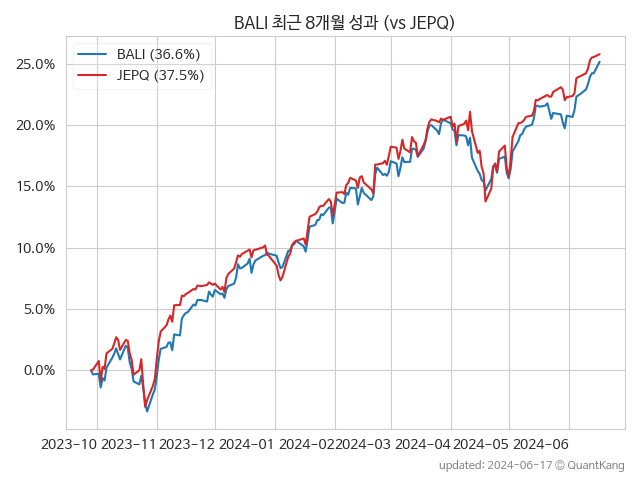 BALI 최근 8개월 성과 (vs JEPQ)
BALI (36.6%)
JEPQ (37.5%)
25.0%
20.0%
15.0%
10.0%
5.0%
0.0%
2023-10 2023-11 2023-12 2024-01 2024-02 2024-03 2024-04 2024-05 2024-06
updated: 2024-06-17 © QuantKang